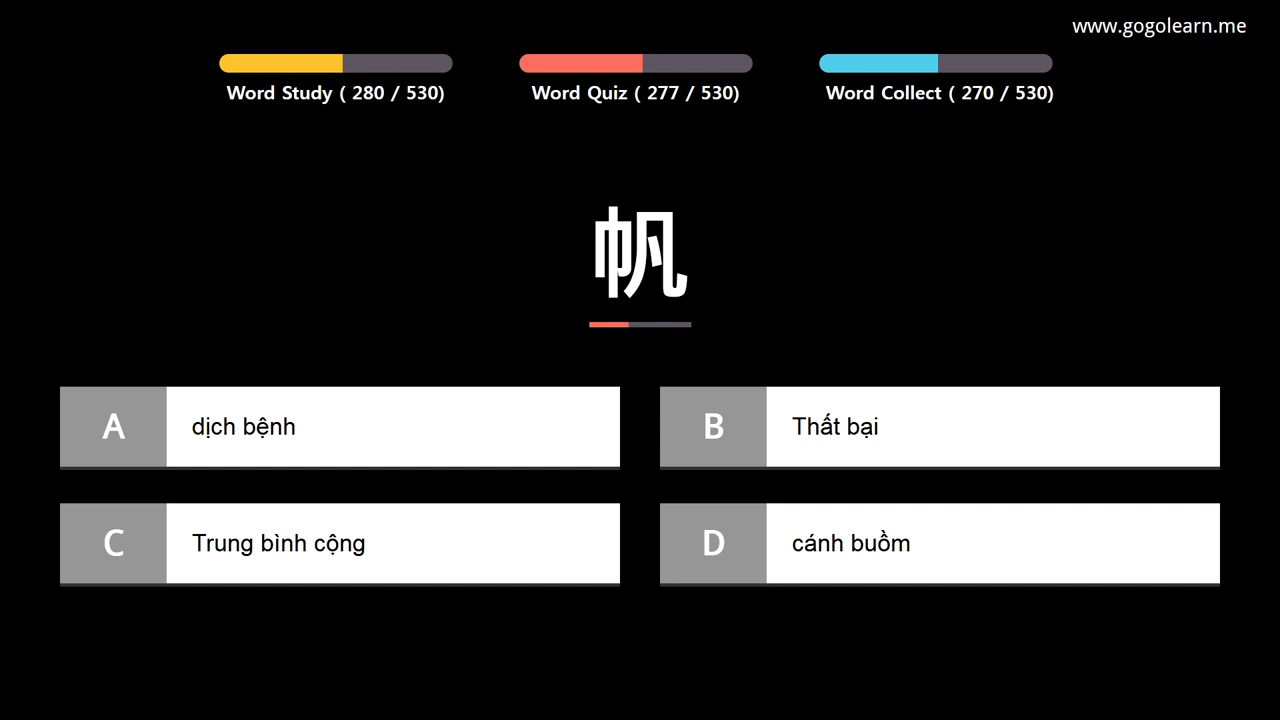 www.gogolearn.me
Word Study ( 280 / 530)
Word Quiz ( 277 / 530)
Word Collect ( 270 / 530)
帆
A
dịch bệnh
B
Thất bại
C
Trung bình cộng
D
cánh buồm